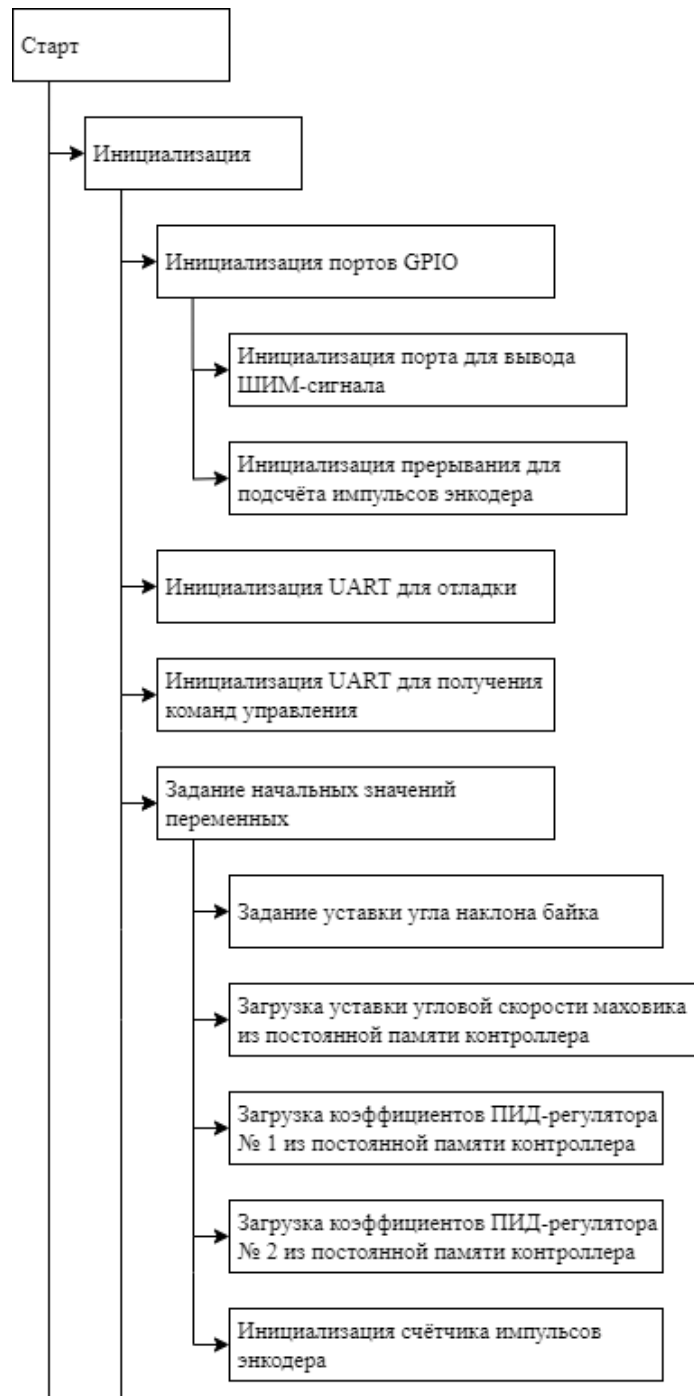 Старт
Инициализация
Инициализация портов GPIO
Инициализация порта для вывода
ШИМ-сигнала
Инициализация прерывания для
подсчёта импульсов энкодера
Инициализация UART для отладки
Инициализация UART для получения
команд управления
Задание начальных значений
переменных
Задание уставки угла наклона байка
Загрузка уставки угловой скорости маховика
из постоянной памяти контроллера
Загрузка коэффициентов ПИД-регулятора
№ 1 из постоянной памяти контроллера
Загрузка коэффициентов ПИД-регулятора
№ 2 из постоянной памяти контроллера
Инициализация счётчика импульсов
энкодера